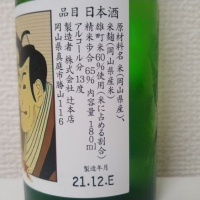 品目 日本酒
原材料名 米(岡山県産)、
米麹(岡山県産米)
雄町米60%使用(米に占める割合)
精米歩合 65% 内容量 180ml
アルコール分 13度
製造者 株式会社 辻本店
岡山県真庭市勝山116
製造年月
21.12.E